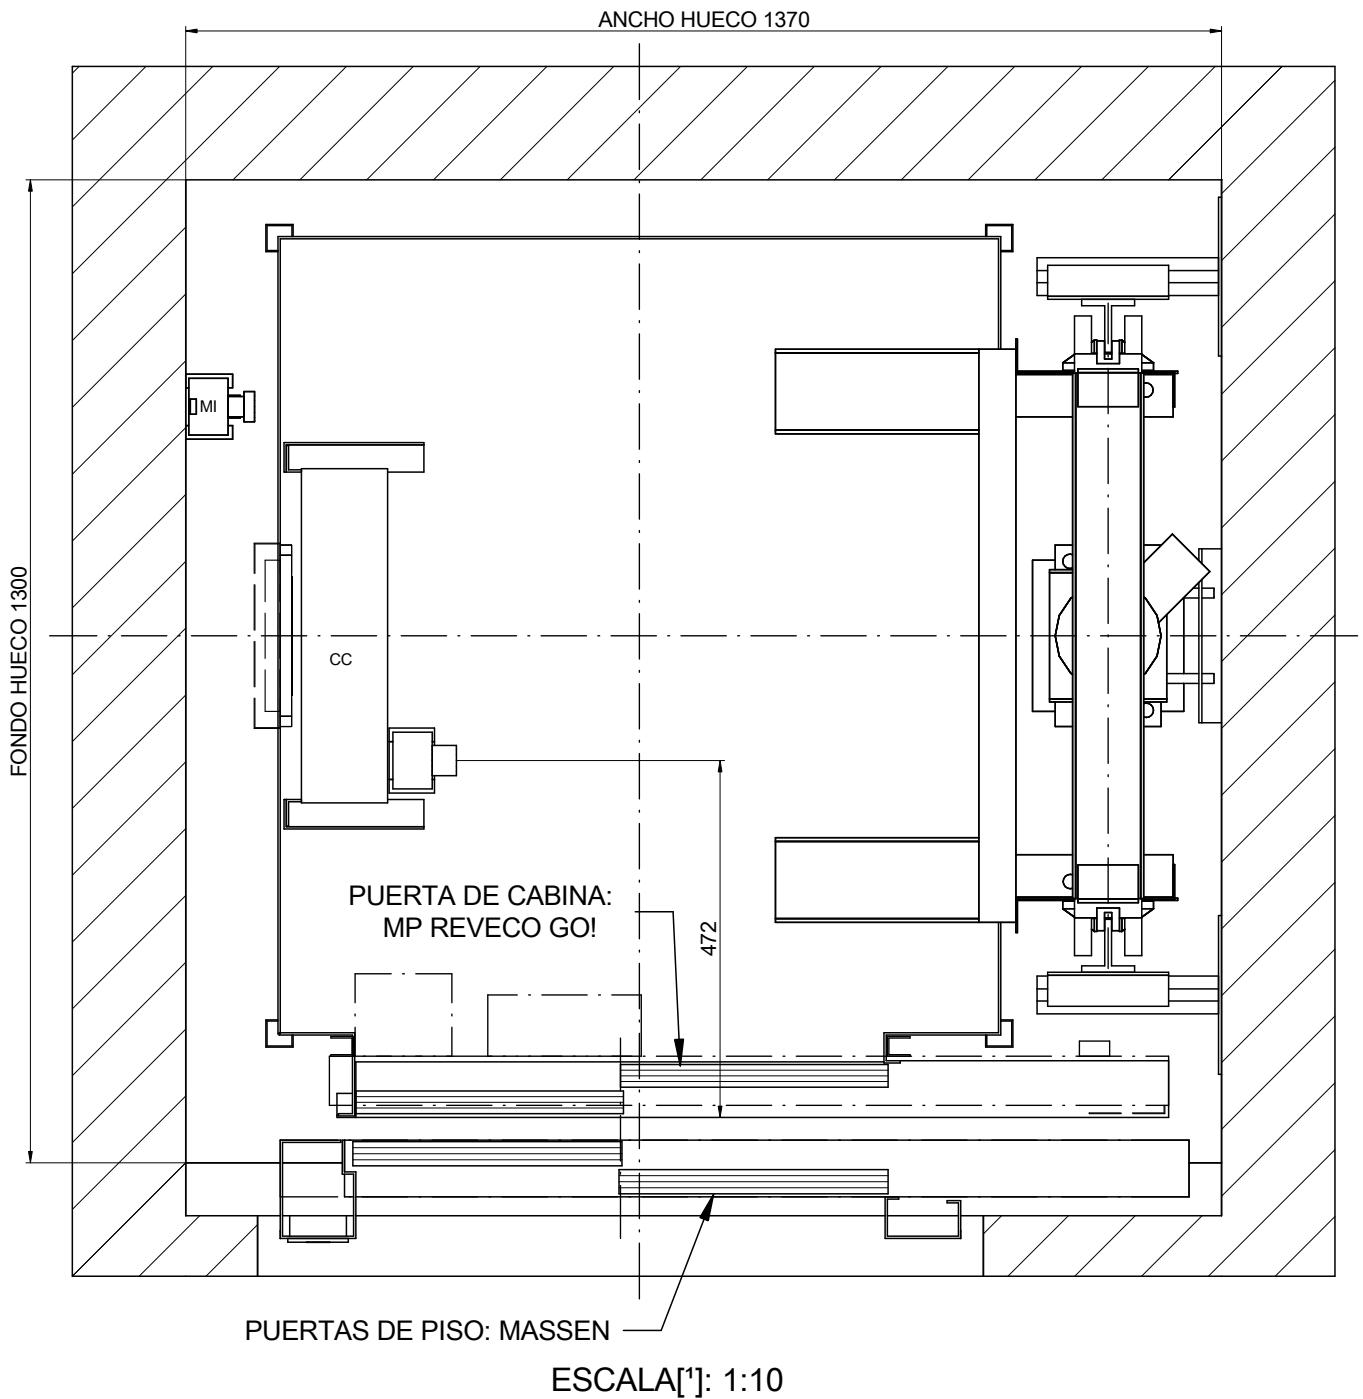 ANCHO HUECO 1370
MI
FONDO HUECO 1300
CC
PUERTA DE CABINA:
MP REVECO GO!
472
PUERTAS DE PISO: MASSEN
ESCALA[¹]: 1:10